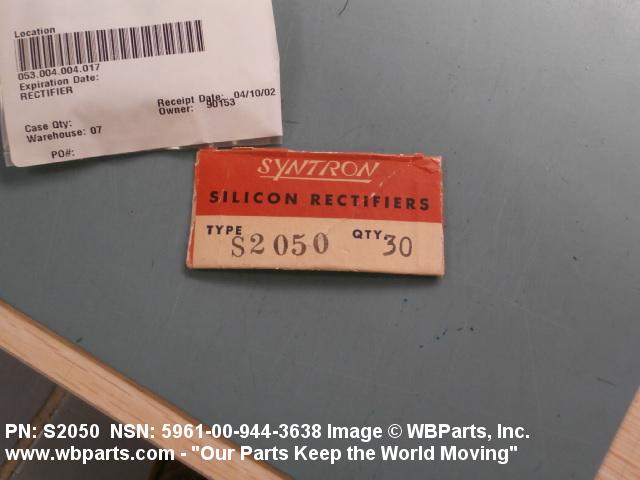 Location
053.004.004.017
Expiration Date:
RECTIFIER
Receipt Date: 04/10/02
Owner: 90153
Case Qty:
Warehouse: 07
PO#:
SYNTRON
SILICON RECTIFIERS
TYPE S2050 QTY. 30
PN: S2050 NSN: 5961-00-944-3638 Image © WBParts, Inc.
www.wbparts.com - "Our Parts Keep the World Moving"